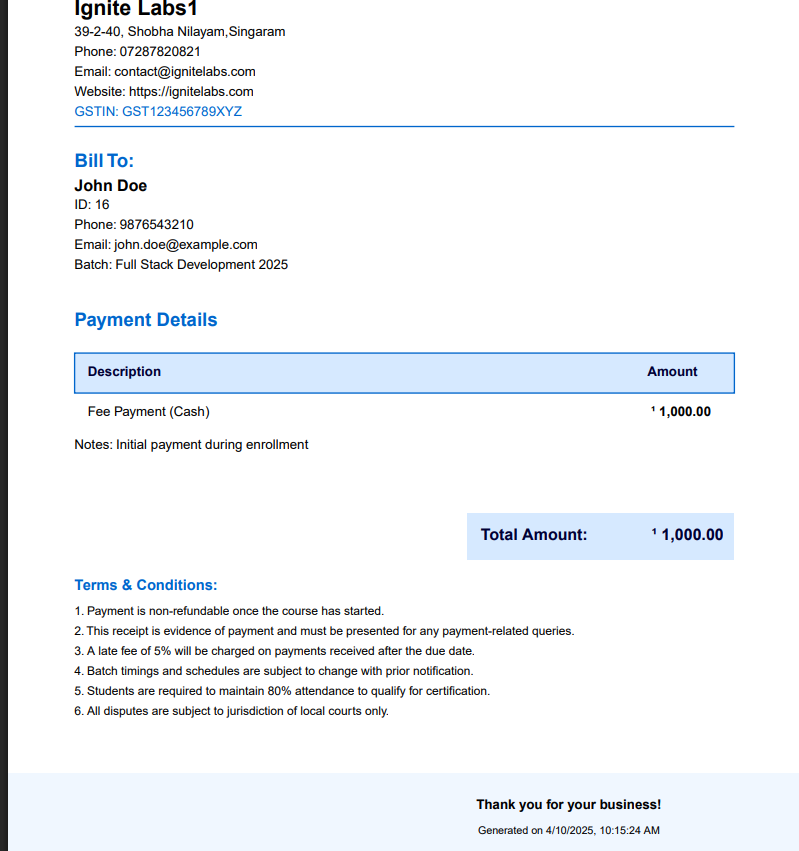 Ignite Labs1
39-2-40, Shobha Nilayam,Singaram
Phone: 07287820821
Email: contact@ignitelabs.com
Website: https://ignitelabs.com
GSTIN: GST123456789XYZ
Bill To:
John Doe
ID: 16
Phone: 9876543210
Email: john.doe@example.com
Batch: Full Stack Development 2025
Payment Details
Description Amount
Fee Payment (Cash) ¹ 1,000.00
Notes: Initial payment during enrollment
Total Amount: ¹ 1,000.00
Terms & Conditions:
1. Payment is non-refundable once the course has started.
2. This receipt is evidence of payment and must be presented for any payment-related queries.
3. A late fee of 5% will be charged on payments received after the due date.
4. Batch timings and schedules are subject to change with prior notification.
5. Students are required to maintain 80% attendance to qualify for certification.
6. All disputes are subject to jurisdiction of local courts only.
Thank you for your business!
Generated on 4/10/2025, 10:15:24 AM